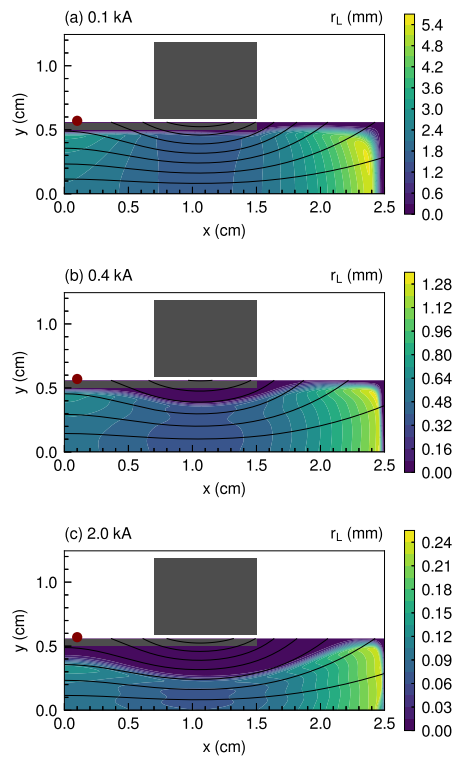 (a) 0.1 kA
r_L (mm)
5.4
4.8
4.2
3.6
3.0
2.4
1.8
1.2
0.6
0.0
1.0
0.5
0.0
y (cm)
0.0 0.5 1.0 1.5 2.0 2.5
x (cm)
(b) 0.4 kA
r_L (mm)
1.28
1.12
0.96
0.80
0.64
0.48
0.32
0.16
0.00
1.0
0.5
0.0
y (cm)
0.0 0.5 1.0 1.5 2.0 2.5
x (cm)
(c) 2.0 kA
r_L (mm)
0.24
0.21
0.18
0.15
0.12
0.09
0.06
0.03
0.00
1.0
0.5
0.0
y (cm)
0.0 0.5 1.0 1.5 2.0 2.5
x (cm)